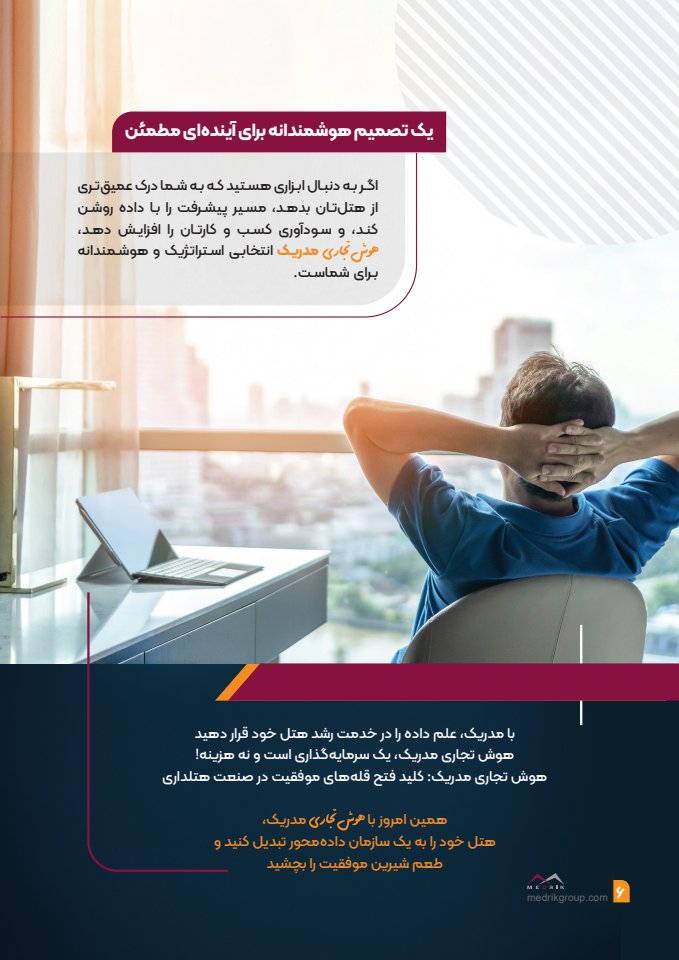 یک تصمیم هوشمندانه برای آینده‌ای مطمئن
اگر به دنبال ابزاری هستید که به شما درک عمیق‌تری
از هتل‌تان بدهد، مسیر پیشرفت را با داده روشن
کند، و سودآوری کسب و کارتان را افزایش دهد،
هوش تجاری مدریک انتخابی استراتژیک و هوشمندانه
برای شماست.
با مدریک، علم داده را در خدمت رشد هتل خود قرار دهید
هوش تجاری مدریک، یک سرمایه‌گذاری است و نه هزینه!
هوش تجاری مدریک: کلید فتح قله‌های موفقیت در صنعت هتلداری
همین امروز با هوش تجاری مدریک،
هتل خود را به یک سازمان داده‌محور تبدیل کنید و
طعم شیرین موفقیت را بچشید
MEDRIK
medrikgroup.com
۶